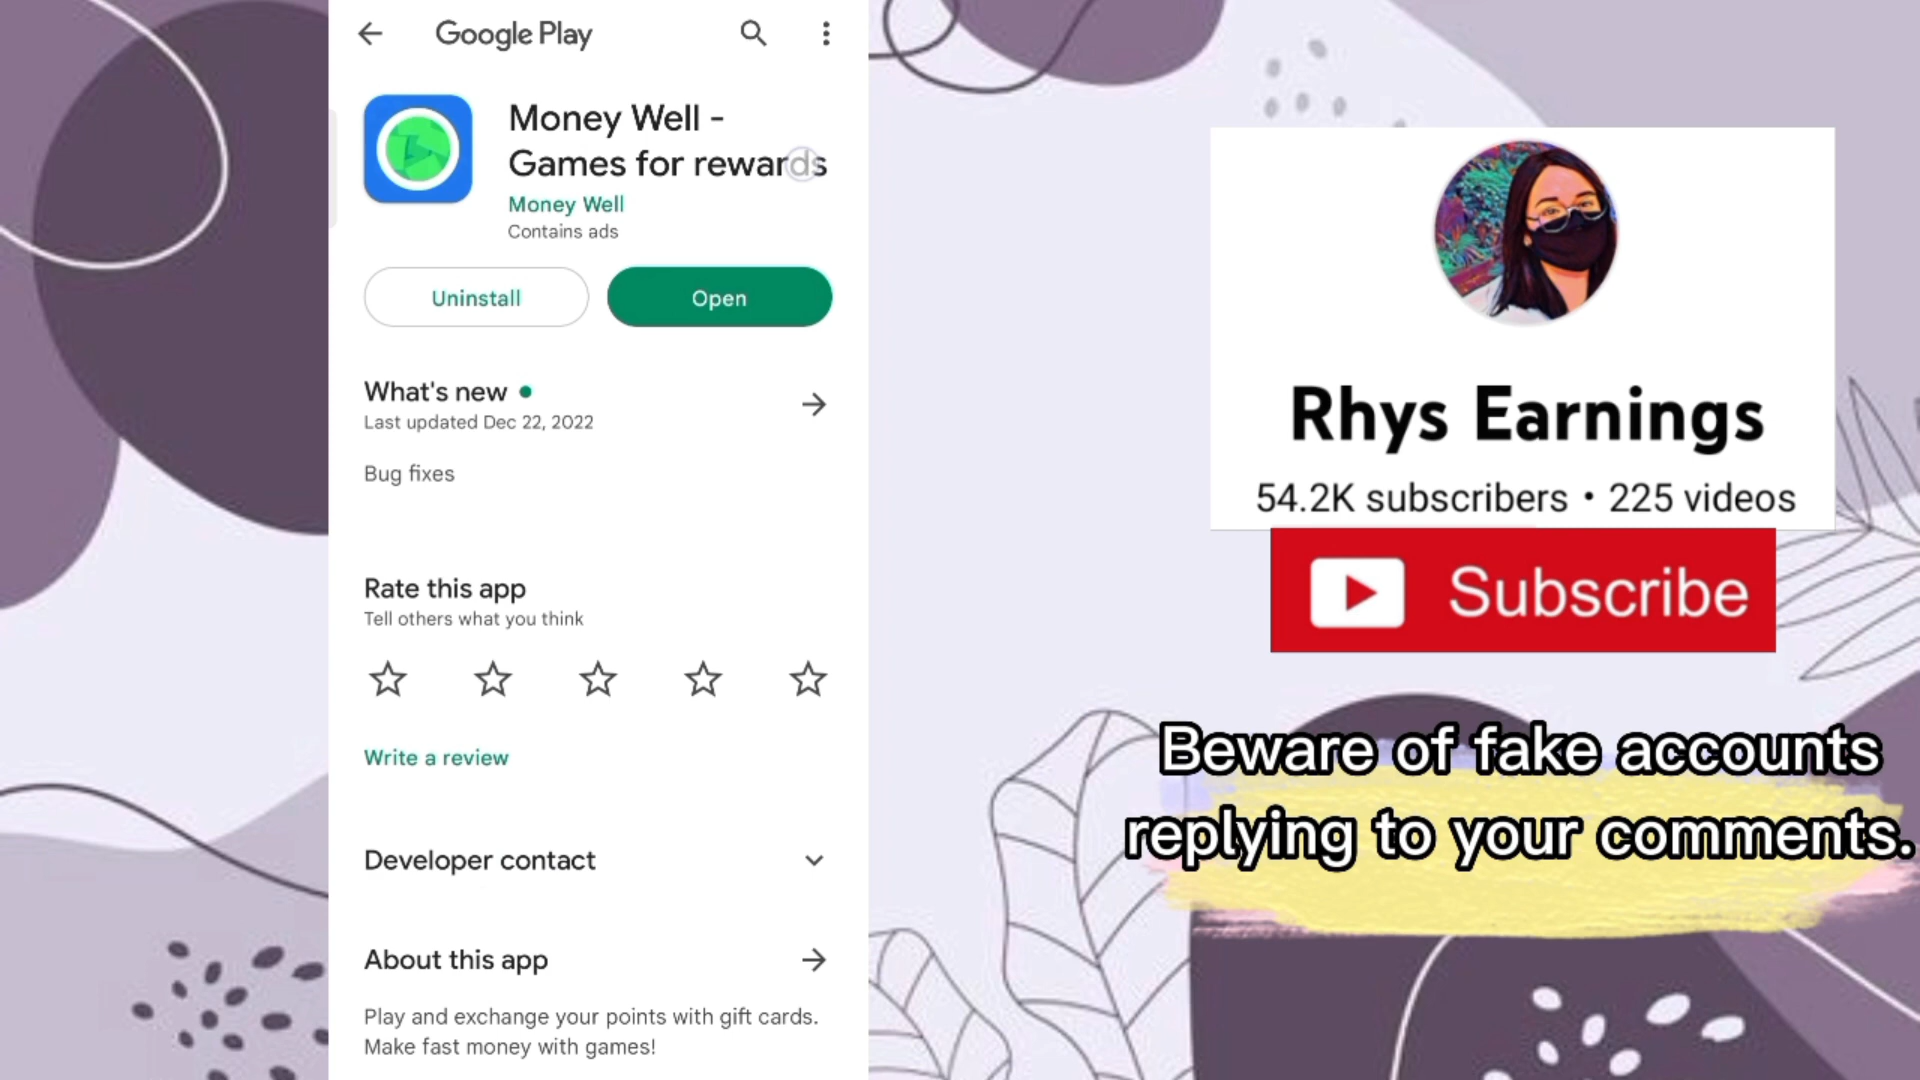 Google Play
Money Well -
Games for rewards
Money Well
Contains ads
Uninstall
Open
What's new
Last updated Dec 22, 2022
Bug fixes
Rate this app
Tell others what you think
Write a review
Developer contact
About this app
Play and exchange your points with gift cards.
Make fast money with games!
Rhys Earnings
54.2K subscribers • 225 videos
Subscribe
Beware of fake accounts
replying to your comments.